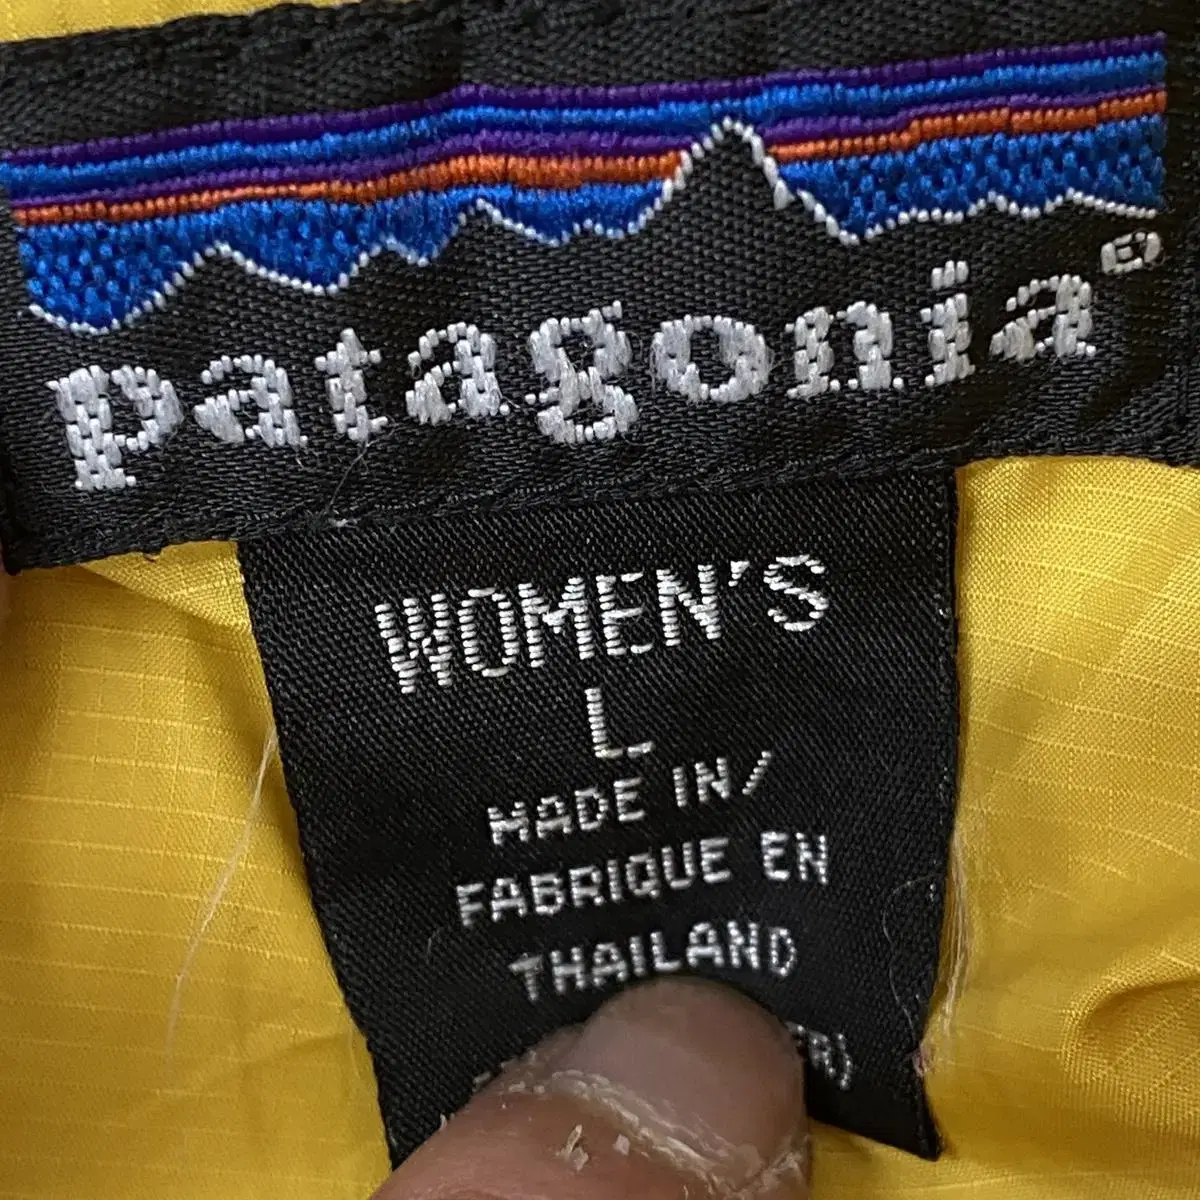 patagonia®
WOMEN'S
L
MADE IN/
FABRIQUE EN
THAILAND